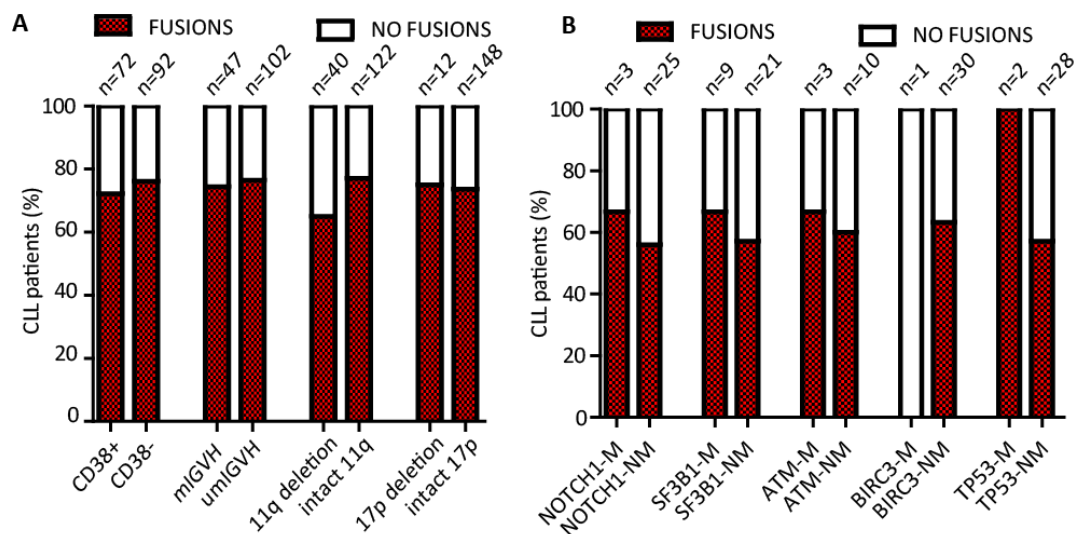 A
FUSIONS
NO FUSIONS
n=72
n=92
n=47
n=102
n=40
n=122
n=12
n=148
CLL patients (%)
100
80
60
40
20
0
CD38+
CD38-
mIGVH
umIGVH
11q deletion
intact 11q
17p deletion
intact 17p
B
FUSIONS
NO FUSIONS
n=3
n=25
n=9
n=21
n=3
n=10
n=1
n=30
n=2
n=28
CLL patients (%)
100
80
60
40
20
0
NOTCH1-M
NOTCH1-NM
SF3B1-M
SF3B1-NM
ATM-M
ATM-NM
BIRC3-M
BIRC3-NM
TP53-M
TP53-NM